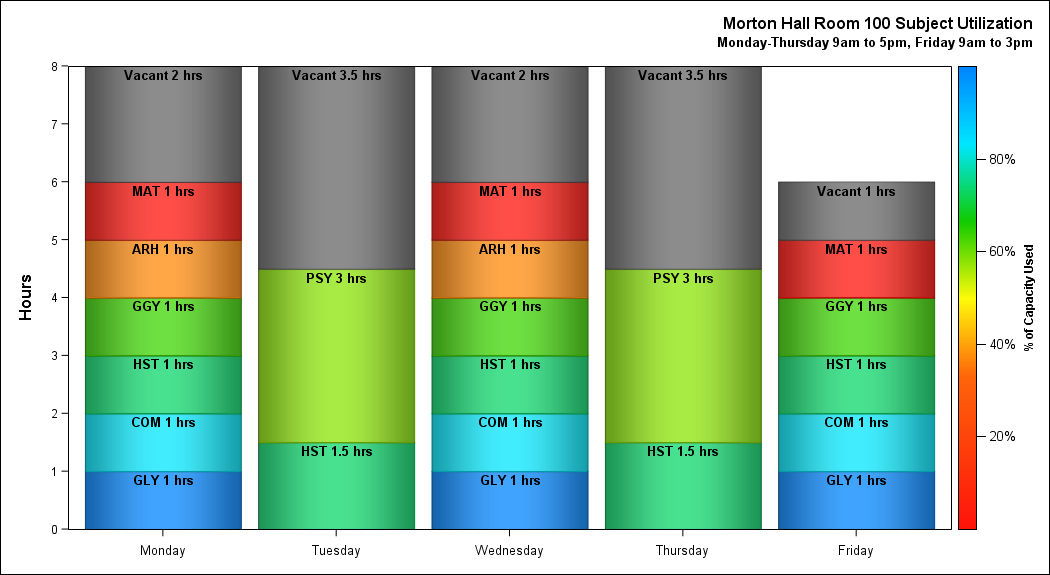 Morton Hall Room 100 Subject Utilization
Monday-Thursday 9am to 5pm, Friday 9am to 3pm
8
7
6
5
4
3
2
1
0
Hours
Vacant 2 hrs
MAT 1 hrs
ARH 1 hrs
GGY 1 hrs
HST 1 hrs
COM 1 hrs
GLY 1 hrs
Monday
Vacant 3.5 hrs
PSY 3 hrs
HST 1.5 hrs
Tuesday
Vacant 2 hrs
MAT 1 hrs
ARH 1 hrs
GGY 1 hrs
HST 1 hrs
COM 1 hrs
GLY 1 hrs
Wednesday
Vacant 3.5 hrs
PSY 3 hrs
HST 1.5 hrs
Thursday
Vacant 1 hrs
MAT 1 hrs
GGY 1 hrs
HST 1 hrs
COM 1 hrs
GLY 1 hrs
Friday
80%
60%
40%
20%
% of Capacity Used